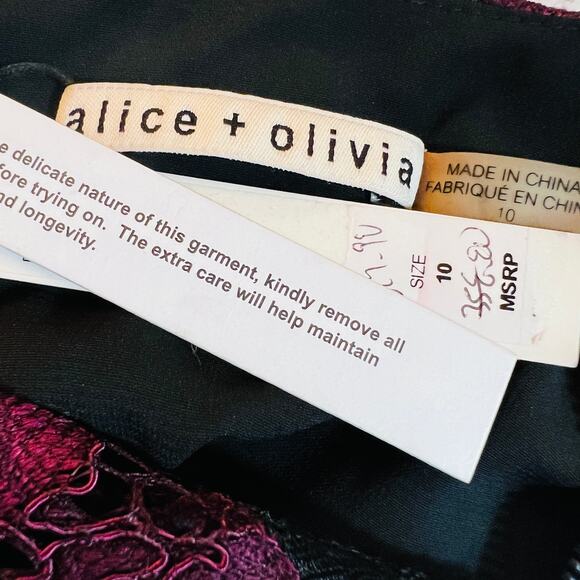 alice + olivia
MADE IN CHINA
FABRIQUÉ EN CHIN
10
e delicate nature of this garment, kindly remove all
fore trying on. The extra care will help maintain
nd longevity.
SIZE
10
MSRP